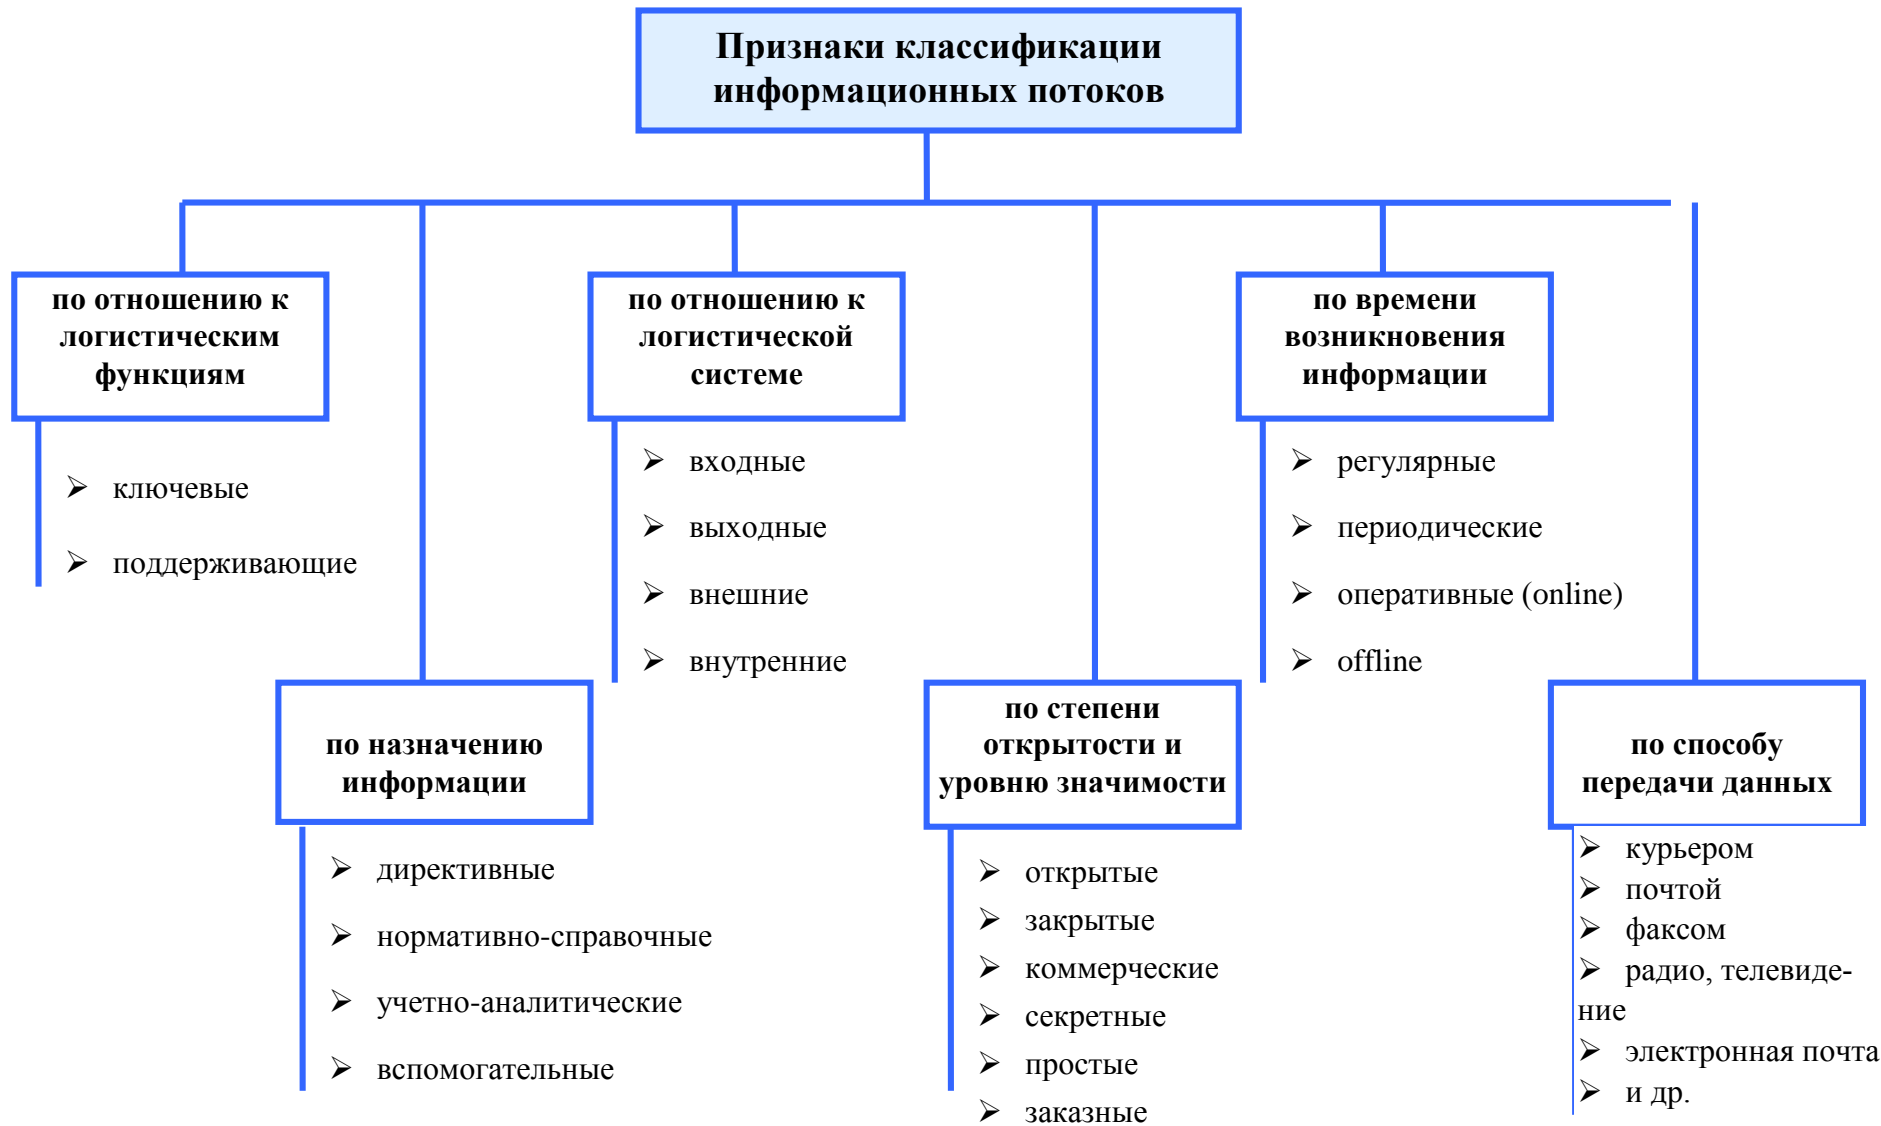 Признаки классификации
информационных потоков
по отношению к
логистическим
функциям
ключевые
поддерживающие
по отношению к
логистической
системе
входные
выходные
внешние
внутренние
по времени
возникновения
информации
регулярные
периодические
оперативные (online)
offline
по назначению
информации
директивные
нормативно-справочные
учетно-аналитические
вспомогательные
по степени
открытости и
уровню значимости
открытые
закрытые
коммерческие
секретные
простые
заказные
по способу
передачи данных
курьером
почтой
факсом
радио, телевиде-
ние
электронная почта
и др.